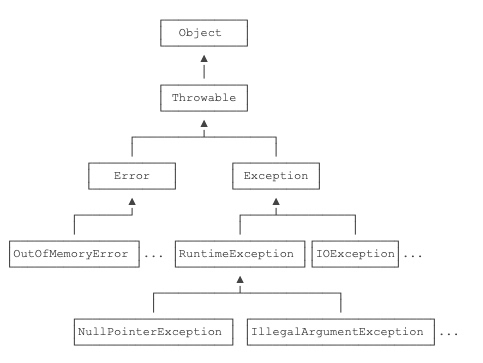 Object
Throwable
Error Exception
OutOfMemoryError ... RuntimeException IOException ...
NullPointerException IllegalArgumentException ...